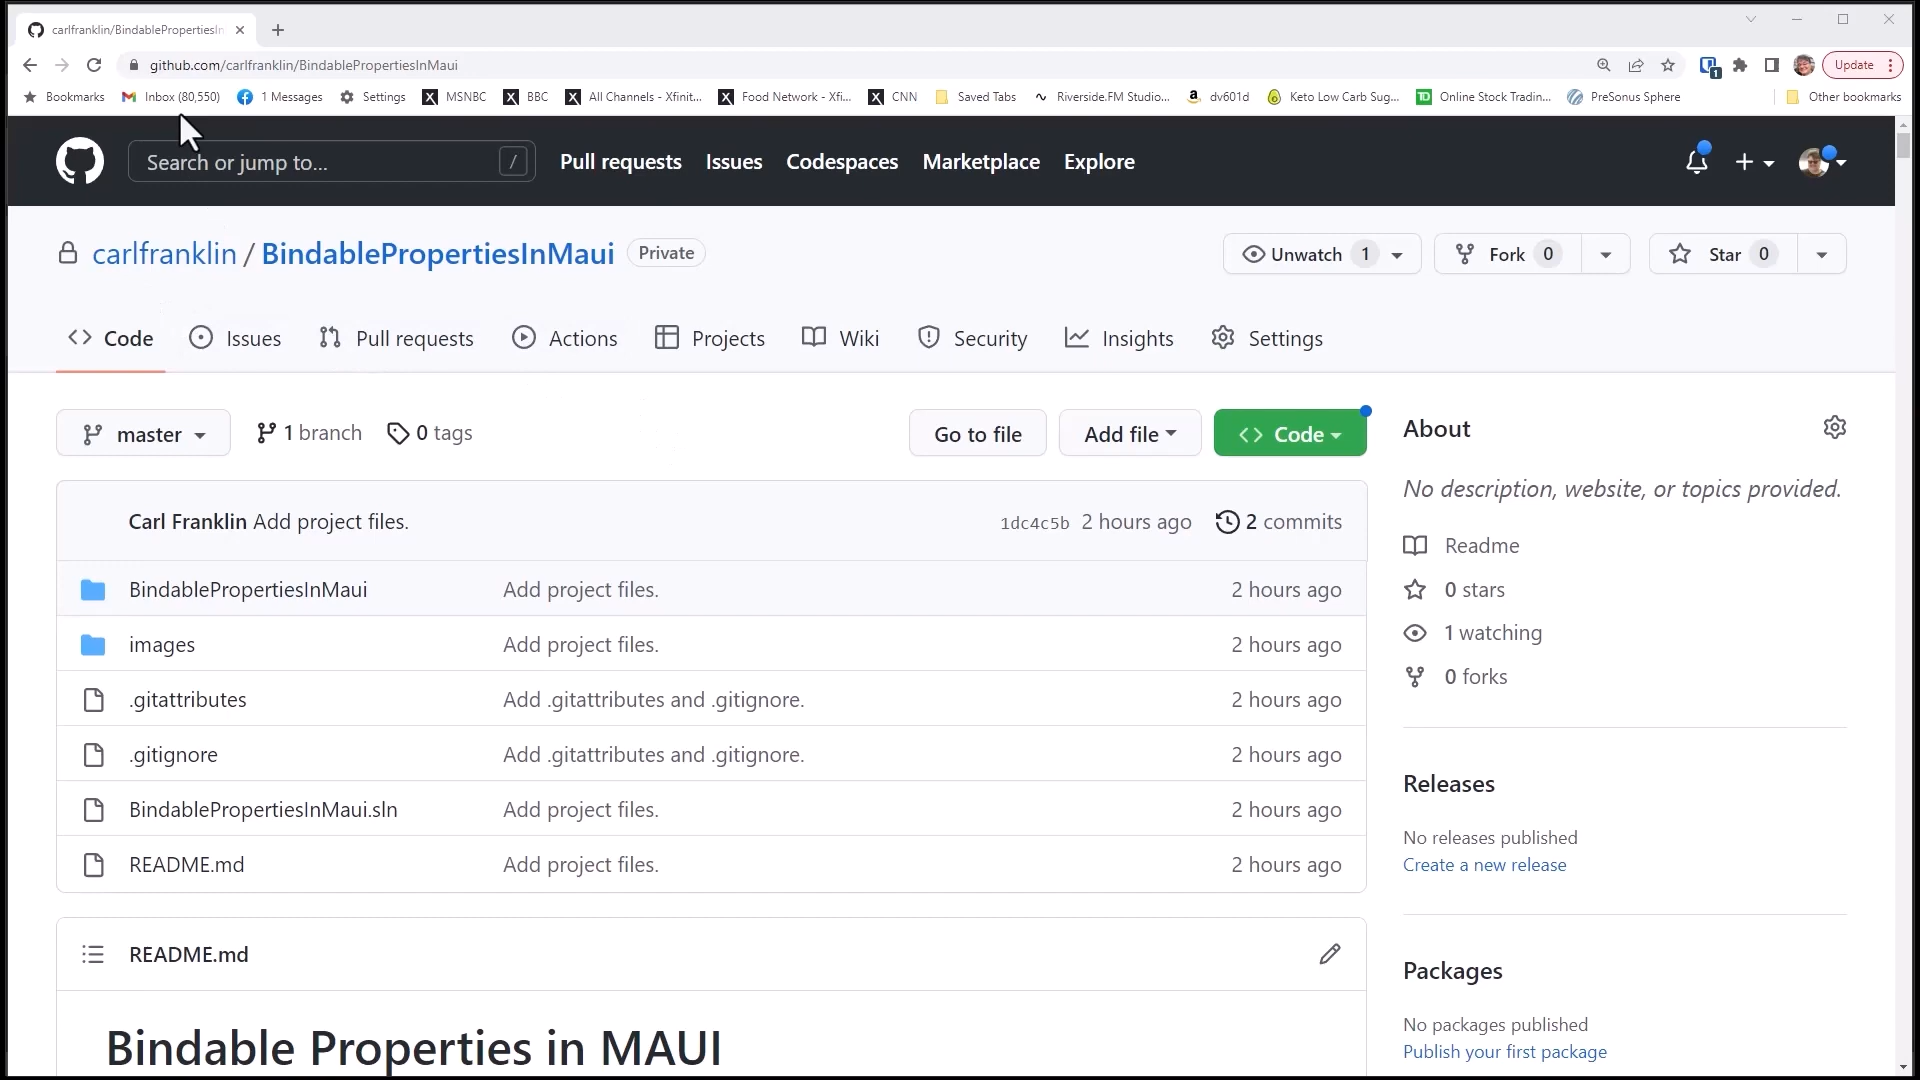 carlfranklin/BindablePropertiesIn
github.com/carlfranklin/BindablePropertiesInMaui
Update
Bookmarks Inbox (80,550) 1 Messages Settings MSNBC BBC All Channels - Xfinit... Food Network - Xfi... CNN Saved Tabs Riverside.FM Studio... dv601d Keto Low Carb Sug... Online Stock Tradin... PreSonus Sphere Other bookmarks
Search or jump to... / Pull requests Issues Codespaces Marketplace Explore
carlfranklin / BindablePropertiesInMaui Private Unwatch 1 Fork 0 Star 0
Code Issues Pull requests Actions Projects Wiki Security Insights Settings
master 1 branch 0 tags Go to file Add file Code
Carl Franklin Add project files. 1dc4c5b 2 hours ago 2 commits
BindablePropertiesInMaui Add project files. 2 hours ago
images Add project files. 2 hours ago
.gitattributes Add .gitattributes and .gitignore. 2 hours ago
.gitignore Add .gitattributes and .gitignore. 2 hours ago
BindablePropertiesInMaui.sln Add project files. 2 hours ago
README.md Add project files. 2 hours ago
README.md
Bindable Properties in MAUI
About
No description, website, or topics provided.
Readme
0 stars
1 watching
0 forks
Releases
No releases published
Create a new release
Packages
No packages published
Publish your first package